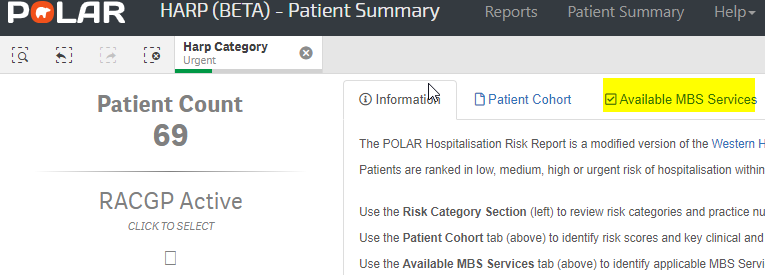 POLAR HARP (BETA) - Patient Summary Reports Patient Summary Help
Harp Category
Urgent
Patient Count
69
RACGP Active
CLICK TO SELECT
Information Patient Cohort Available MBS Services
The POLAR Hospitalisation Risk Report is a modified version of the Western H
Patients are ranked in low, medium, high or urgent risk of hospitalisation within
Use the Risk Category Section (left) to review risk categories and practice nu
Use the Patient Cohort tab (above) to identify risk scores and key clinical and
Use the Available MBS Services tab (above) to identify applicable MBS Servi